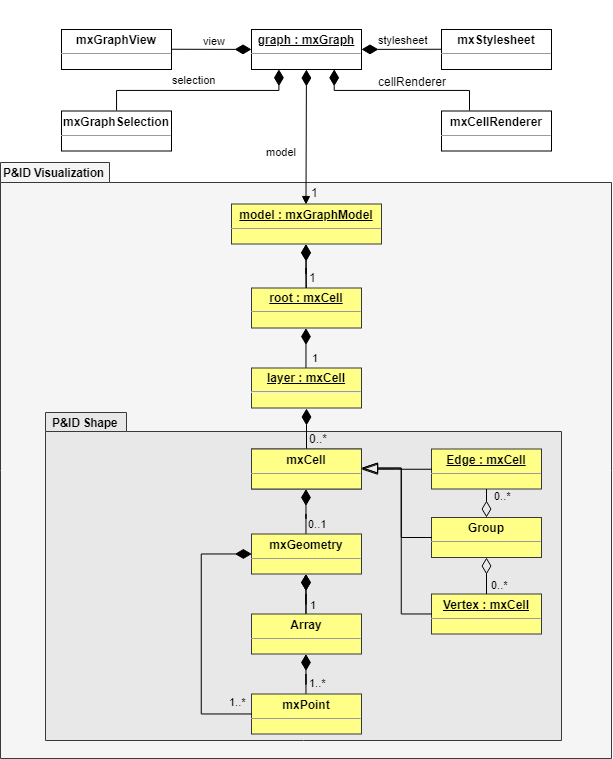 mxGraphView
view
graph : mxGraph
stylesheet
mxStylesheet
selection
cellRenderer
mxGraphSelection
mxCellRenderer
model
P&ID Visualization
1
model : mxGraphModel
1
root : mxCell
1
layer : mxCell
P&ID Shape
0..*
mxCell
Edge : mxCell
0..*
0..1
Group
mxGeometry
0..*
1
Vertex : mxCell
Array
1..*
1..*
mxPoint